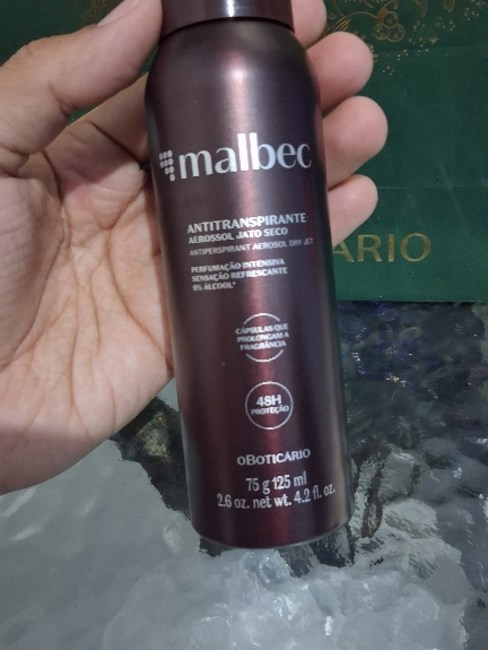 malbec
ANTITRANSPIRANTE
AEROSSOL JATO SECO
ANTIPERSPIRANT AEROSOL DRY JET
PERFUMAÇÃO INTENSIVA
SENSAÇÃO REFRESCANTE
0% ÁLCOOL*
CÁPSULAS QUE
PROLONGAM A
FRAGRÂNCIA
48H
PROTEÇÃO
oBOTICÁRIO
75 g 125 ml
2.6 oz. net wt. 4.2 fl. oz.
ÁRIO